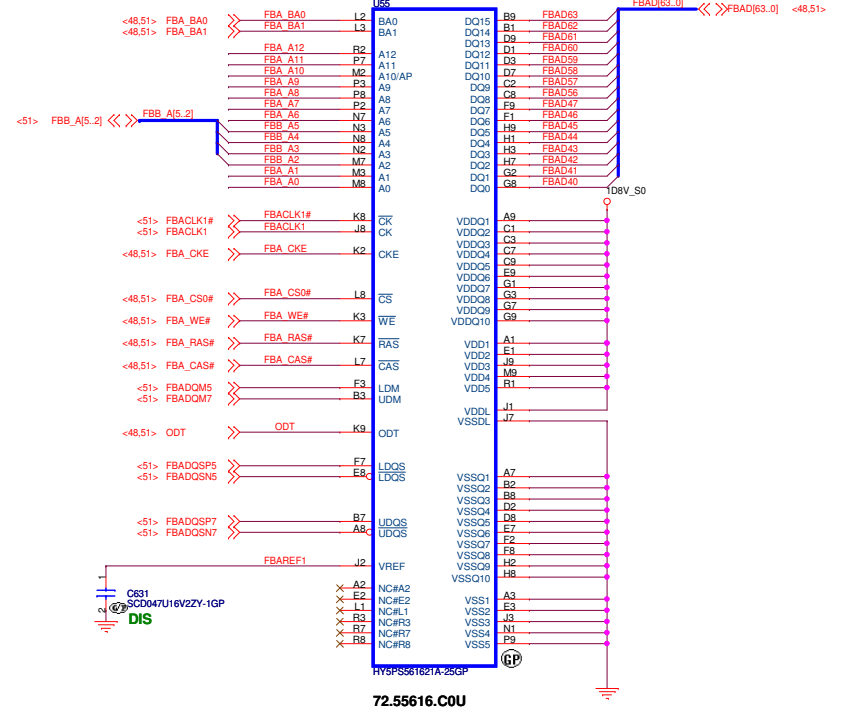 U55
FBAD[63..0]
FBAD[63..0] <48,51>
<48,51> FBA_BA0 FBA_BA0 L2 BA0 DQ15 B9 FBAD63
<48,51> FBA_BA1 FBA_BA1 L3 BA1 DQ14 B1 FBAD62
DQ13 D9 FBAD61
FBA_A12 R2 A12 DQ12 D1 FBAD60
FBA_A11 P7 A11 DQ11 D3 FBAD59
FBA_A10 M2 A10/AP DQ10 D7 FBAD58
FBA_A9 P3 A9 DQ9 C2 FBAD57
FBA_A8 P8 A8 DQ8 C8 FBAD56
FBA_A7 P2 A7 DQ7 F9 FBAD47
FBA_A6 N7 A6 DQ6 F1 FBAD46
<51> FBB_A[5..2] FBB_A[5..2] FBB_A5 N3 A5 DQ5 H9 FBAD45
FBB_A4 N8 A4 DQ4 H1 FBAD44
FBB_A3 N2 A3 DQ3 H3 FBAD43
FBB_A2 M7 A2 DQ2 H7 FBAD42
FBA_A1 M3 A1 DQ1 G2 FBAD41
FBA_A0 M8 A0 DQ0 G8 FBAD40
1D8V_S0
<51> FBACLK1# FBACLK1# K8 CK VDDQ1 A9
<51> FBACLK1 FBACLK1 J8 CK VDDQ2 C1
VDDQ3 C3
<48,51> FBA_CKE FBA_CKE K2 CKE VDDQ4 C7
VDDQ5 C9
VDDQ6 E9
VDDQ7 G1
<48,51> FBA_CS0# FBA_CS0# L8 CS VDDQ8 G3
VDDQ9 G7
<48,51> FBA_WE# FBA_WE# K3 WE VDDQ10 G9
<48,51> FBA_RAS# FBA_RAS# K7 RAS VDD1 A1
VDD2 E1
<48,51> FBA_CAS# FBA_CAS# L7 CAS VDD3 J9
VDD4 M9
<51> FBADQM5 F3 LDM VDD5 R1
<51> FBADQM7 B3 UDM
VDDL J1
VSSDL J7
<48,51> ODT ODT K9 ODT
<51> FBADQSP5 F7 LDQS
<51> FBADQSN5 E8 LDQS VSSQ1 A7
VSSQ2 B2
VSSQ3 B8
VSSQ4 D2
<51> FBADQSP7 B7 UDQS VSSQ5 D8
<51> FBADQSN7 A8 UDQS VSSQ6 E7
VSSQ7 F2
VSSQ8 F8
FBAREF1 J2 VREF VSSQ9 H2
VSSQ10 H8
1
A2 NC#A2
C631 E2 NC#E2 VSS1 A3
SCD047U16V2ZY-1GP L1 NC#L1 VSS2 E3
2 G/P
DIS R3 NC#R3 VSS3 J3
R7 NC#R7 VSS4 N1
R8 NC#R8 VSS5 P9
GP
HY5PS561621A-25GP
72.55616.C0U